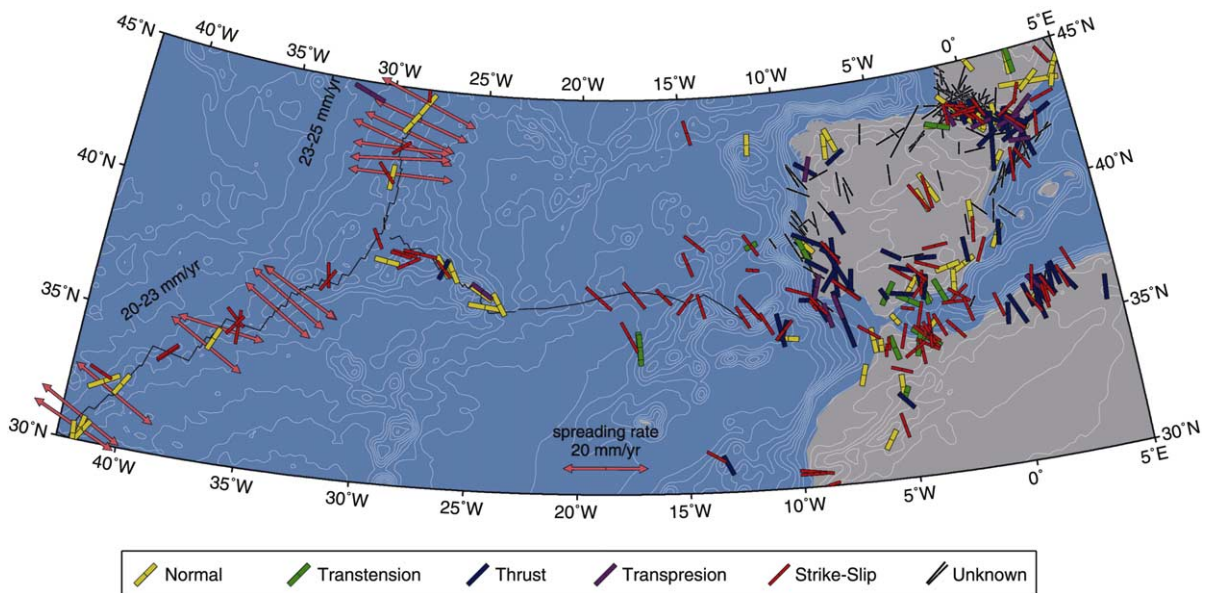 45˚N
40˚W
35˚W
30˚W
25˚W
20˚W
15˚W
10˚W
5˚W
0˚
5˚E
45˚N
23-25 mm/yr
40˚N
40˚N
20-23 mm/yr
35˚N
35˚N
30˚N
spreading rate
20 mm/yr
30˚N
5˚E
40˚W
35˚W
30˚W
25˚W
20˚W
15˚W
10˚W
5˚W
0˚
Normal
Transtension
Thrust
Transpresion
Strike-Slip
Unknown